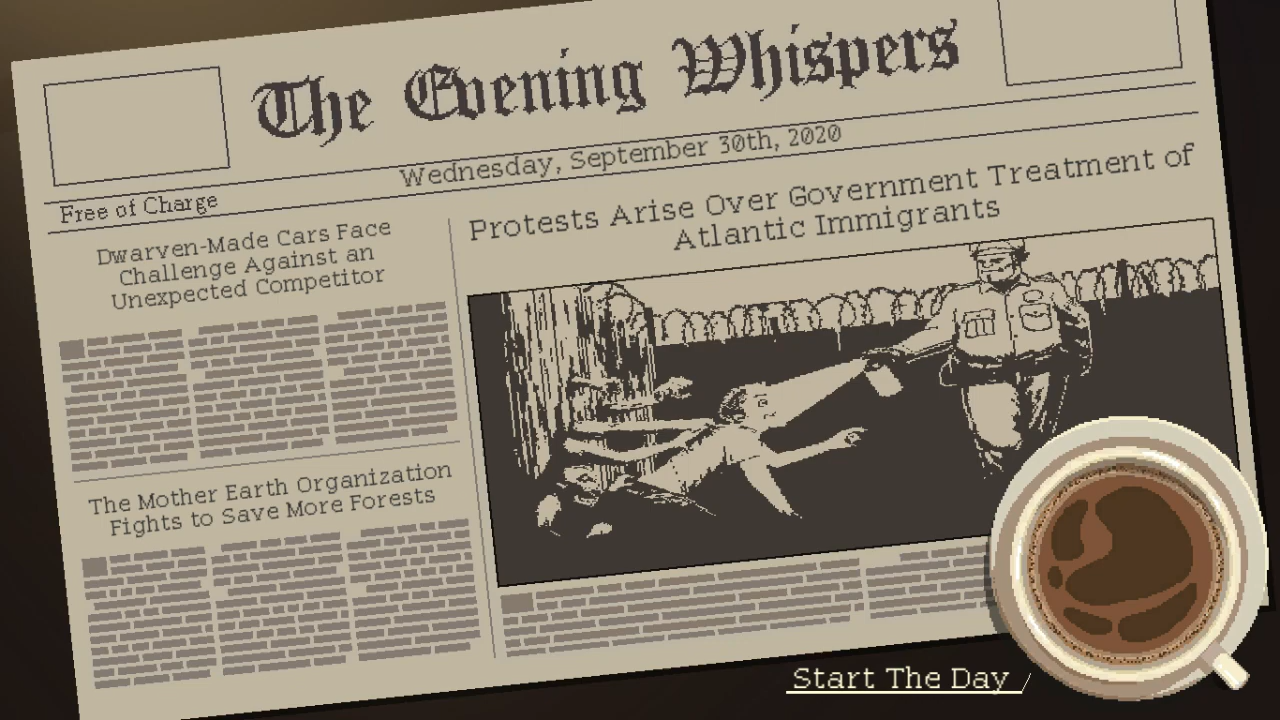 The Evening Whispers
Wednesday, September 30th, 2020
Free of Charge
Dwarven-Made Cars Face
Challenge Against an
Unexpected Competitor
The Mother Earth Organization
Fights to Save More Forests
Protests Arise Over Government Treatment of
Atlantic Immigrants
Start The Day